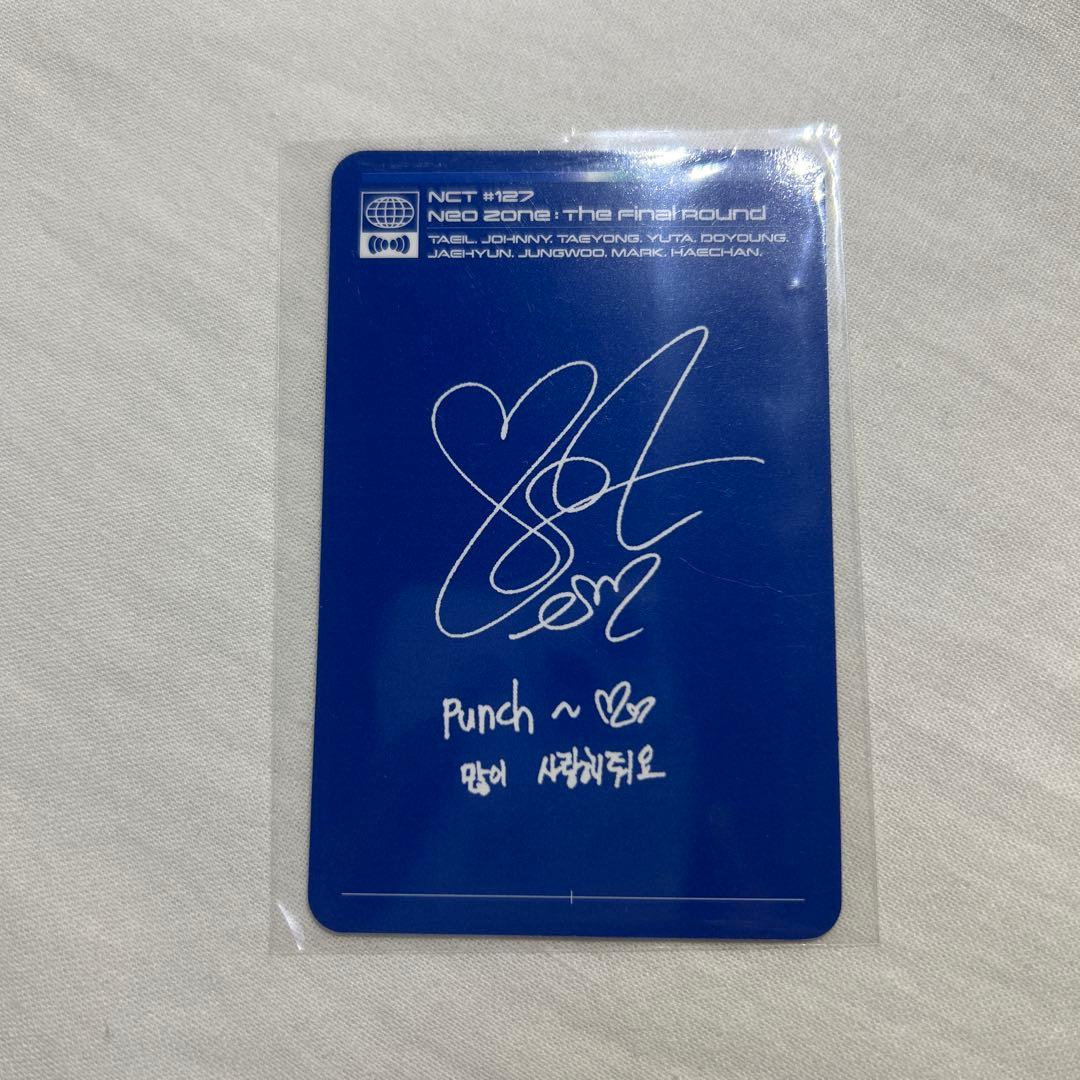 NCT #127
Neo Zone : The Final Round
TAEIL. JOHNNY. TAEYONG. YUTA. DOYOUNG.
JAEHYUN. JUNGWOO. MARK. HAECHAN.
Punch ~
많이 사랑해줘요